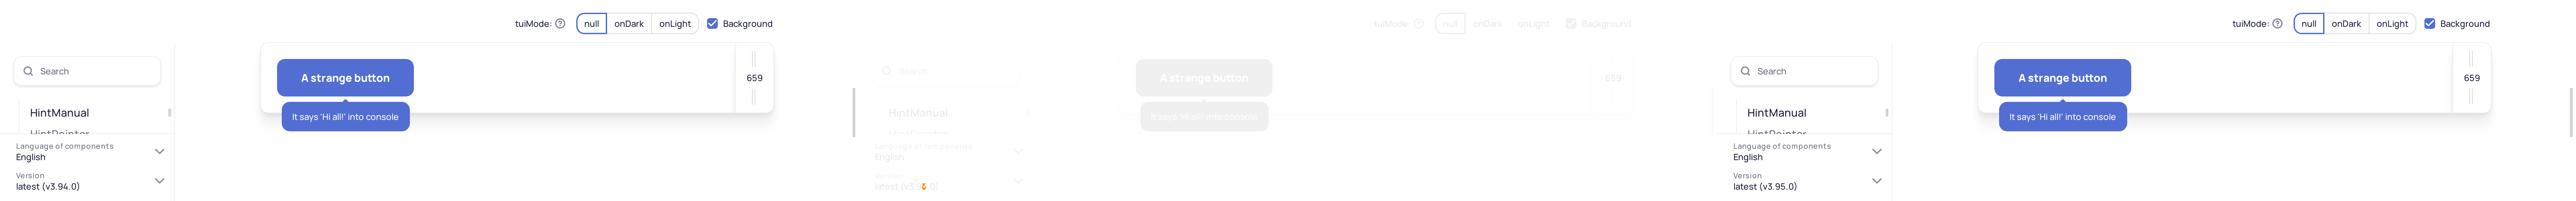 tuiMode: null onDark onLight Background
Search
A strange button
659
HintManual
It says 'Hi all!' into console
HintPointer
Language of components
English
Version
latest (v3.94.0)
tuiMode: null onDark onLight Background
Search
A strange button
659
HintManual
It says 'Hi all!' into console
HintPointer
Language of components
English
Version
tuiMode: null onDark onLight Background
Search
A strange button
659
HintManual
It says 'Hi all!' into console
HintPointer
Language of components
English
Version
latest (v3.95.0)